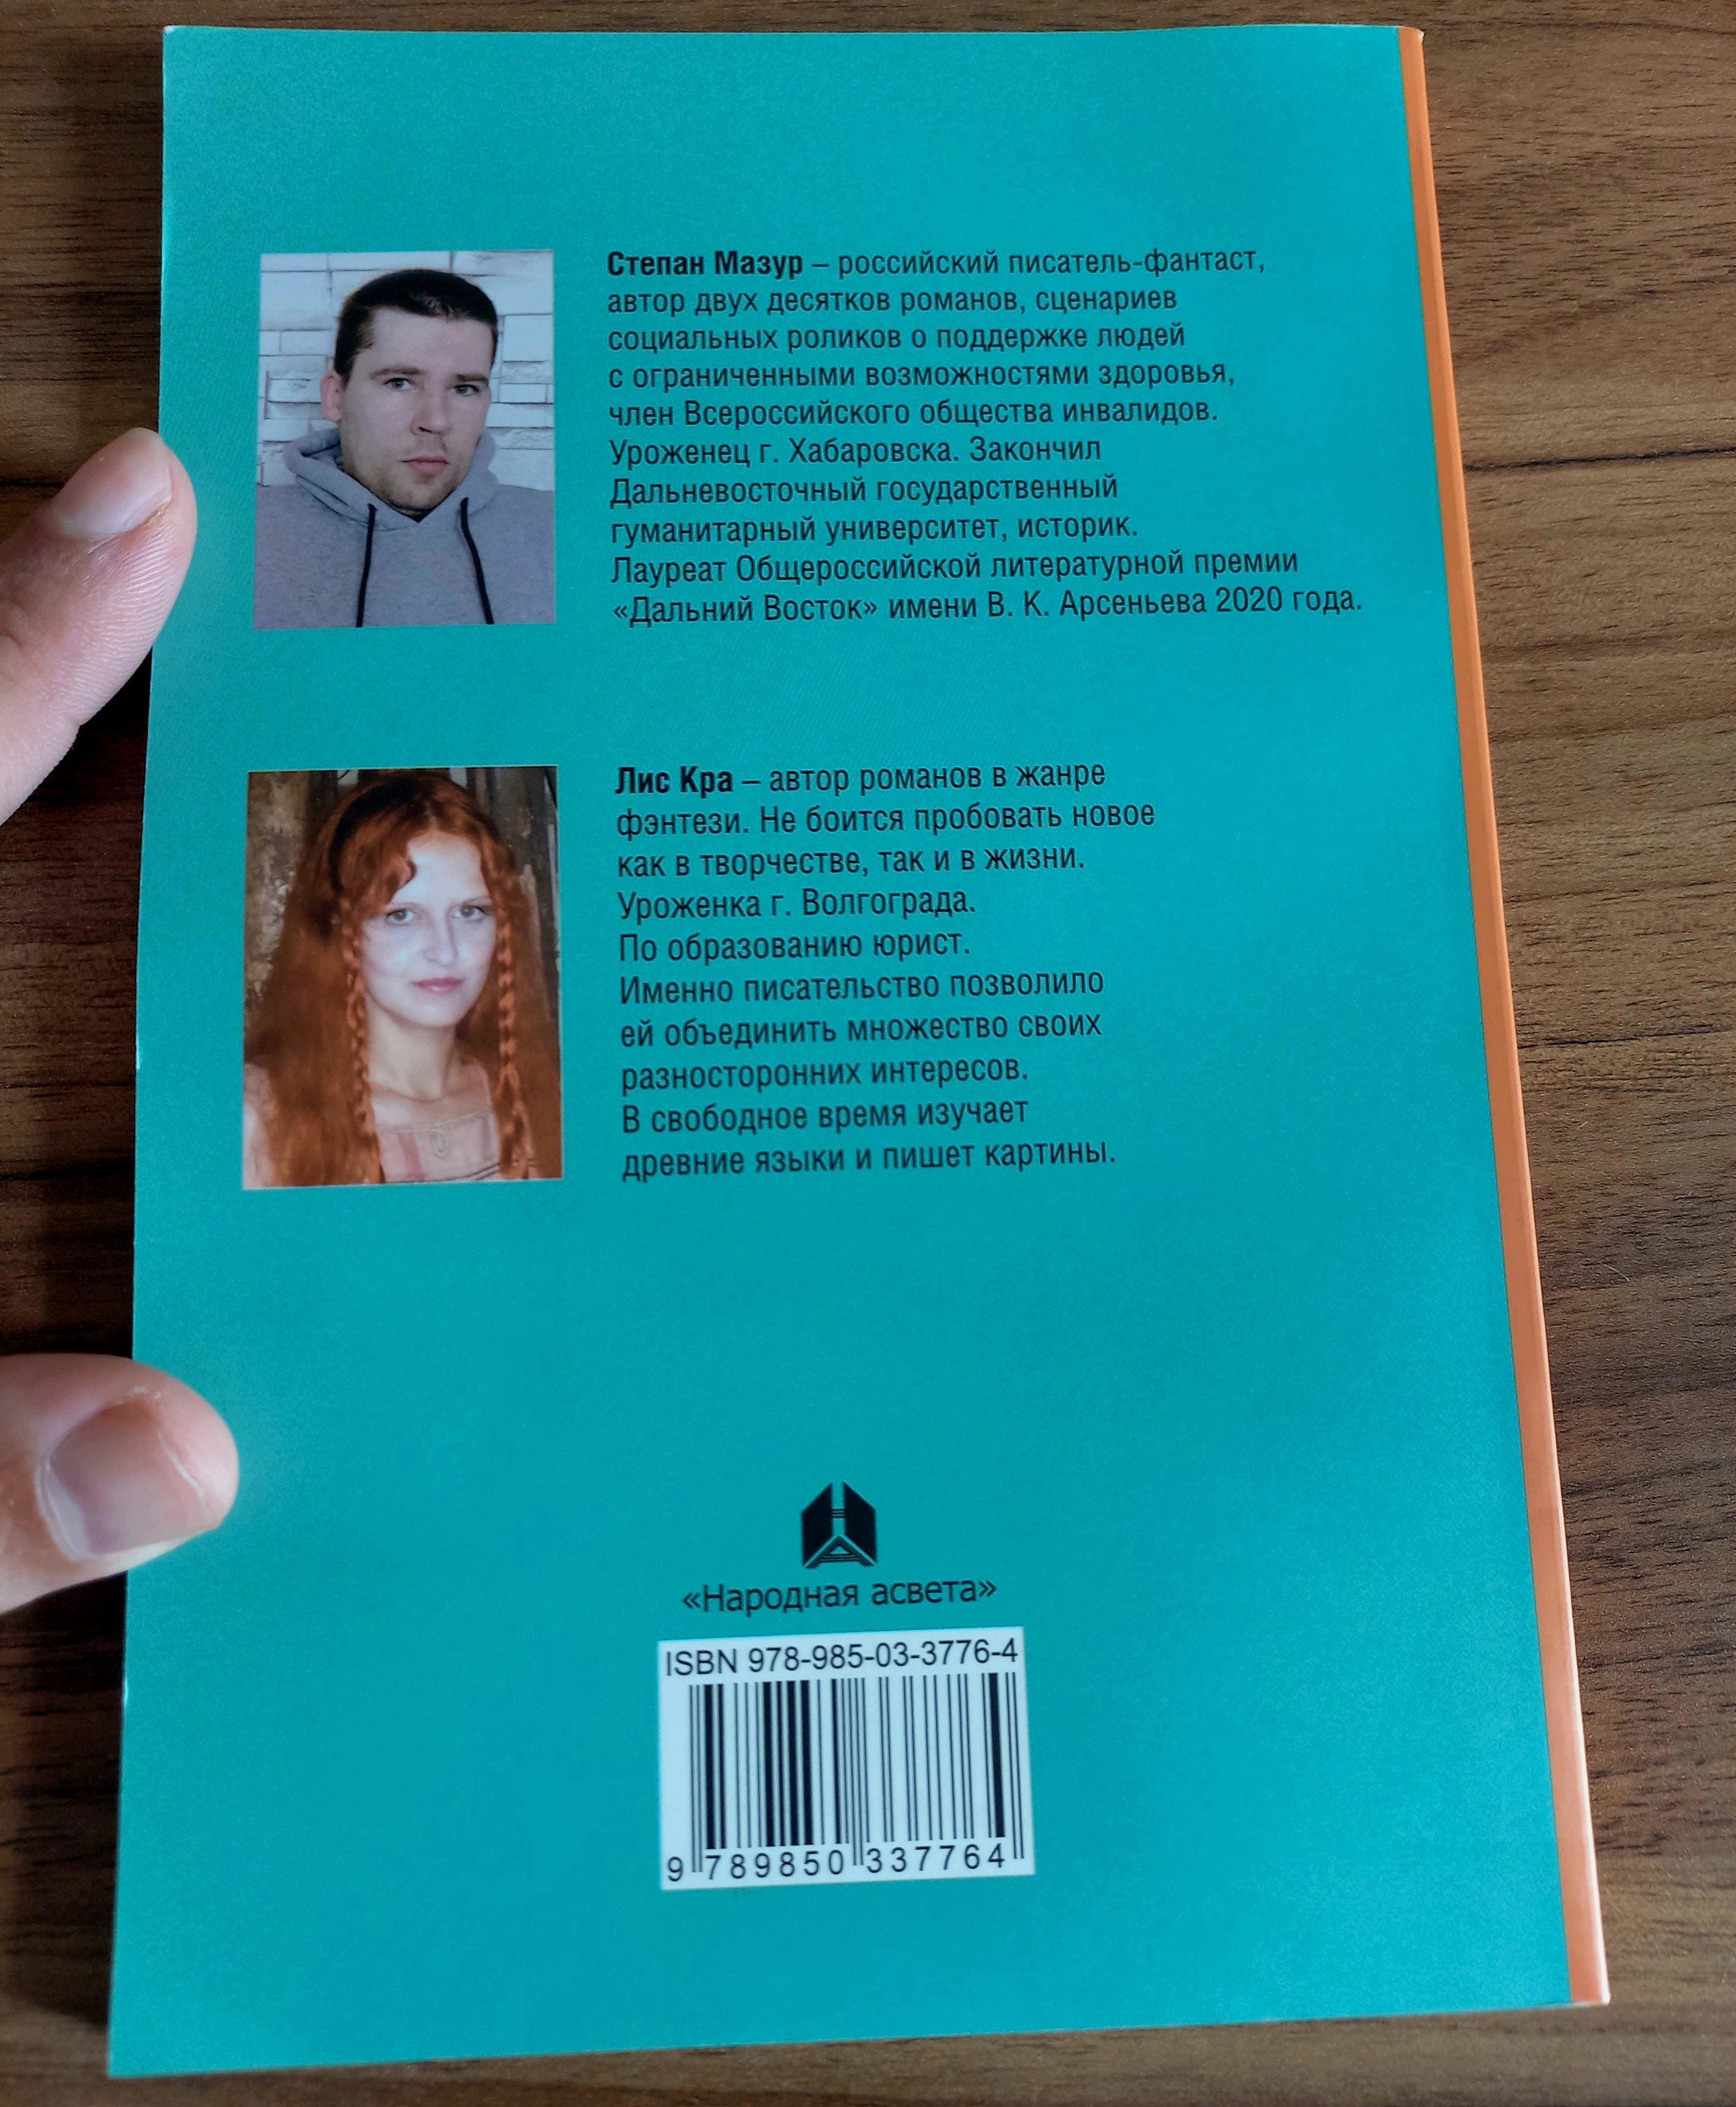 Степан Мазур – российский писатель-фантаст,
автор двух десятков романов, сценариев
социальных роликов о поддержке людей
с ограниченными возможностями здоровья,
член Всероссийского общества инвалидов.
Уроженец г. Хабаровска. Закончил
Дальневосточный государственный
гуманитарный университет, историк.
Лауреат Общероссийской литературной премии
«Дальний Восток» имени В. К. Арсеньева 2020 года.
Лис Кра – автор романов в жанре
фэнтези. Не боится пробовать новое
как в творчестве, так и в жизни.
Уроженка г. Волгограда.
По образованию юрист.
Именно писательство позволило
ей объединить множество своих
разносторонних интересов.
В свободное время изучает
древние языки и пишет картины.
«Народная асвета»
ISBN 978-985-03-3776-4
9 789850 337764